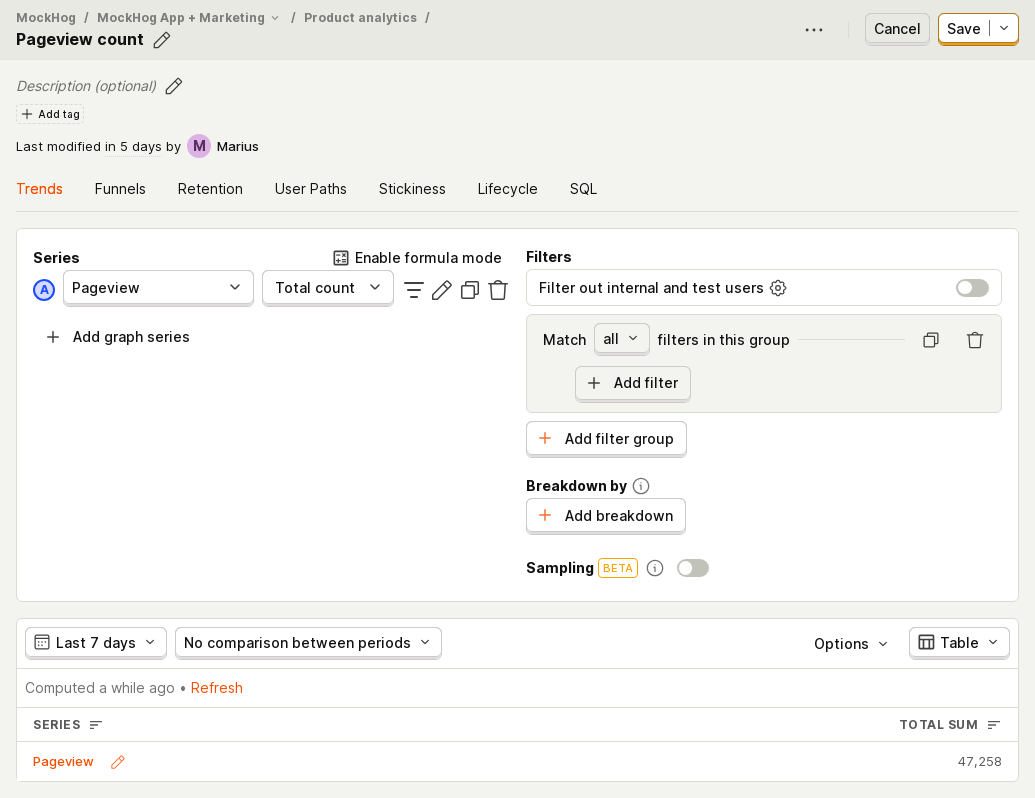 MockHog / MockHog App + Marketing / Product analytics /
Pageview count
Cancel
Save
Description (optional)
Add tag
Last modified in 5 days by M Marius
Trends Funnels Retention User Paths Stickiness Lifecycle SQL
Series
Enable formula mode
A Pageview Total count
Add graph series
Filters
Filter out internal and test users
Match all filters in this group
Add filter
Add filter group
Breakdown by
Add breakdown
Sampling BETA
Last 7 days No comparison between periods Options Table
Computed a while ago • Refresh
SERIES TOTAL SUM
Pageview 47,258